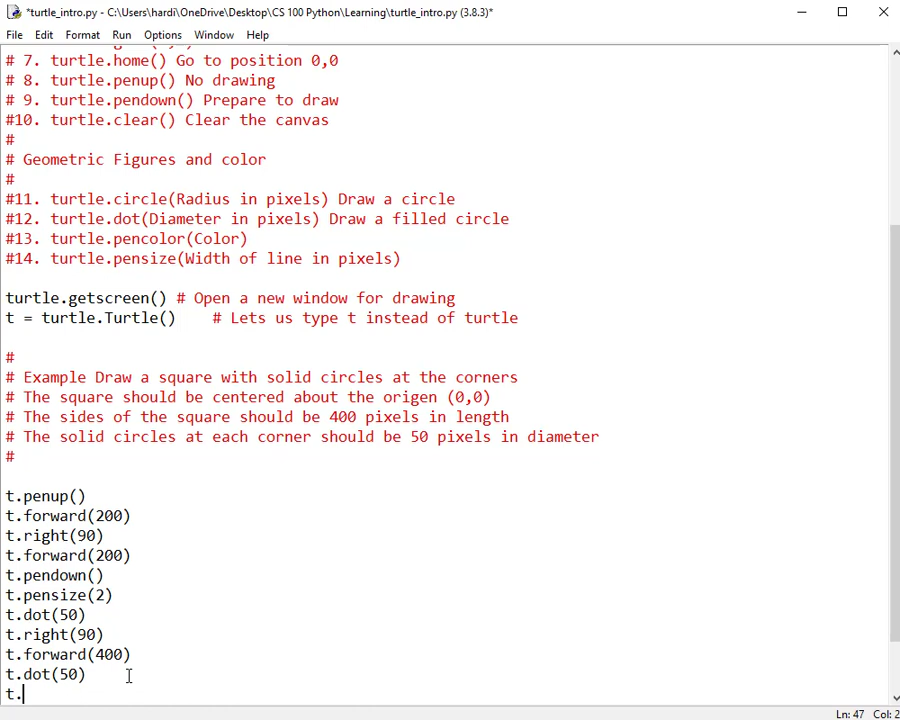 *turtle_intro.py - C:\Users\hardi\OneDrive\Desktop\CS 100 Python\Learning\turtle_intro.py (3.8.3)*
File Edit Format Run Options Window Help
# 7. turtle.home() Go to position 0,0
# 8. turtle.penup() No drawing
# 9. turtle.pendown() Prepare to draw
#10. turtle.clear() Clear the canvas
#
# Geometric Figures and color
#
#11. turtle.circle(Radius in pixels) Draw a circle
#12. turtle.dot(Diameter in pixels) Draw a filled circle
#13. turtle.pencolor(Color)
#14. turtle.pensize(Width of line in pixels)
turtle.getscreen() # Open a new window for drawing
t = turtle.Turtle()    # Lets us type t instead of turtle
#
# Example Draw a square with solid circles at the corners
# The square should be centered about the origen (0,0)
# The sides of the square should be 400 pixels in length
# The solid circles at each corner should be 50 pixels in diameter
#
t.penup()
t.forward(200)
t.right(90)
t.forward(200)
t.pendown()
t.pensize(2)
t.dot(50)
t.right(90)
t.forward(400)
t.dot(50)
t.
Ln: 47 Col: 2